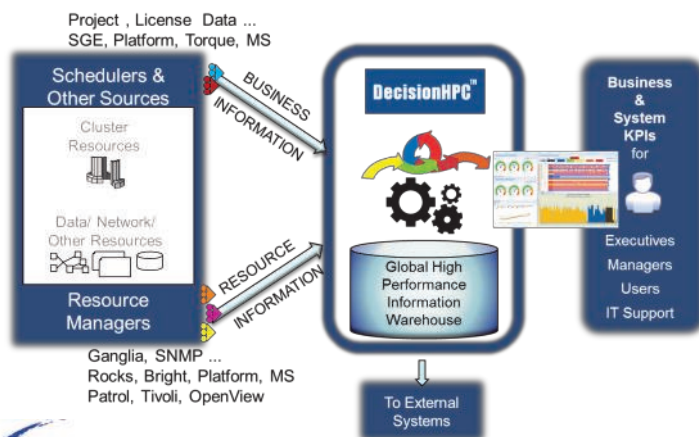 Project , License Data ...
SGE, Platform, Torque, MS
Schedulers &
Other Sources
Cluster
Resources
Data/ Network/
Other Resources
Resource
Managers
Ganglia, SNMP ...
Rocks, Bright, Platform, MS
Patrol, Tivoli, OpenView
BUSINESS
INFORMATION
RESOURCE
INFORMATION
DecisionHPC™
Global High
Performance
Information
Warehouse
To External
Systems
Business
&
System
KPIs
for
Executives
Managers
Users
IT Support